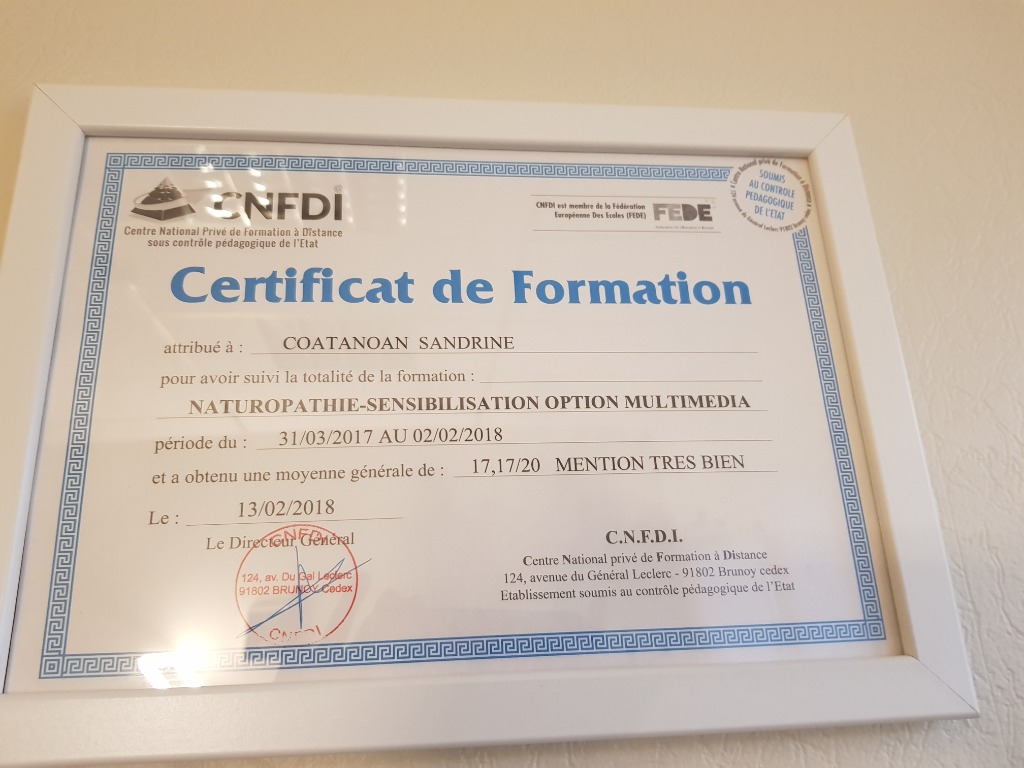 CNFDI
Centre National Privé de Formation à Distance
sous contrôle pédagogique de l'Etat
CNFDI est membre de la Fédération
Européenne Des Ecoles (FEDE)
FEDE
SOUMIS
AU CONTROLE
PEDAGOGIQUE
DE L'ETAT
Certificat de Formation
attribué à : COATANOAN SANDRINE
pour avoir suivi la totalité de la formation :
NATUROPATHIE-SENSIBILISATION OPTION MULTIMEDIA
période du : 31/03/2017 AU 02/02/2018
et a obtenu une moyenne générale de : 17,17/20 MENTION TRES BIEN
Le : 13/02/2018
Le Directeur Général
CNFDI
124, av. Du Gal Leclerc
91802 BRUNOY Cedex
CNFDI
C.N.F.D.I.
Centre National privé de Formation à Distance
124, avenue du Général Leclerc - 91802 Brunoy cedex
Etablissement soumis au contrôle pédagogique de l'Etat